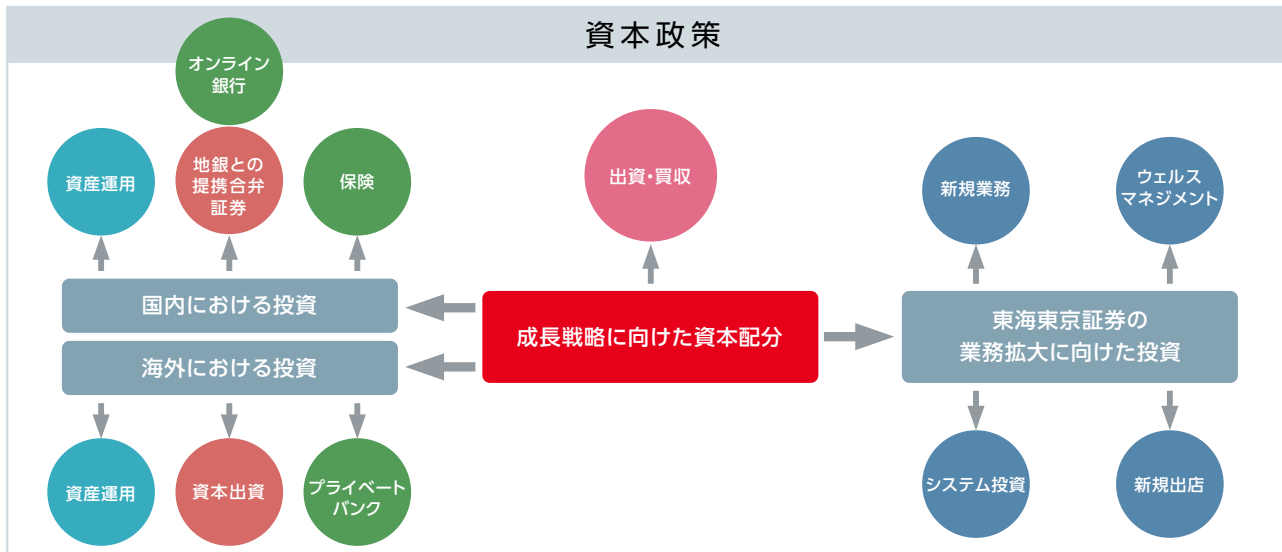 資本政策
オンライン
銀行
資産運用
地銀との
提携合弁
証券
保険
出資・買収
新規業務
ウェルス
マネジメント
国内における投資
海外における投資
成長戦略に向けた資本配分
東海東京証券の
業務拡大に向けた投資
資産運用
資本出資
プライベート
バンク
システム投資
新規出店